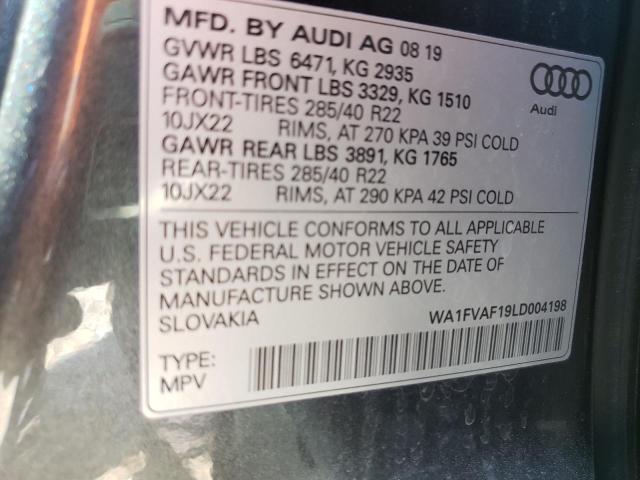 MFD. BY AUDI AG 08 19
GVWR LBS 6471, KG 2935
GAWR FRONT LBS 3329, KG 1510
FRONT-TIRES 285/40 R22
10JX22 RIMS, AT 270 KPA 39 PSI COLD
GAWR REAR LBS 3891, KG 1765
REAR-TIRES 285/40 R22
10JX22 RIMS, AT 290 KPA 42 PSI COLD
Audi
THIS VEHICLE CONFORMS TO ALL APPLICABLE
U.S. FEDERAL MOTOR VEHICLE SAFETY
STANDARDS IN EFFECT ON THE DATE OF
MANUFACTURE SHOWN ABOVE.
SLOVAKIA WA1FVAF19LD004198
TYPE:
MPV